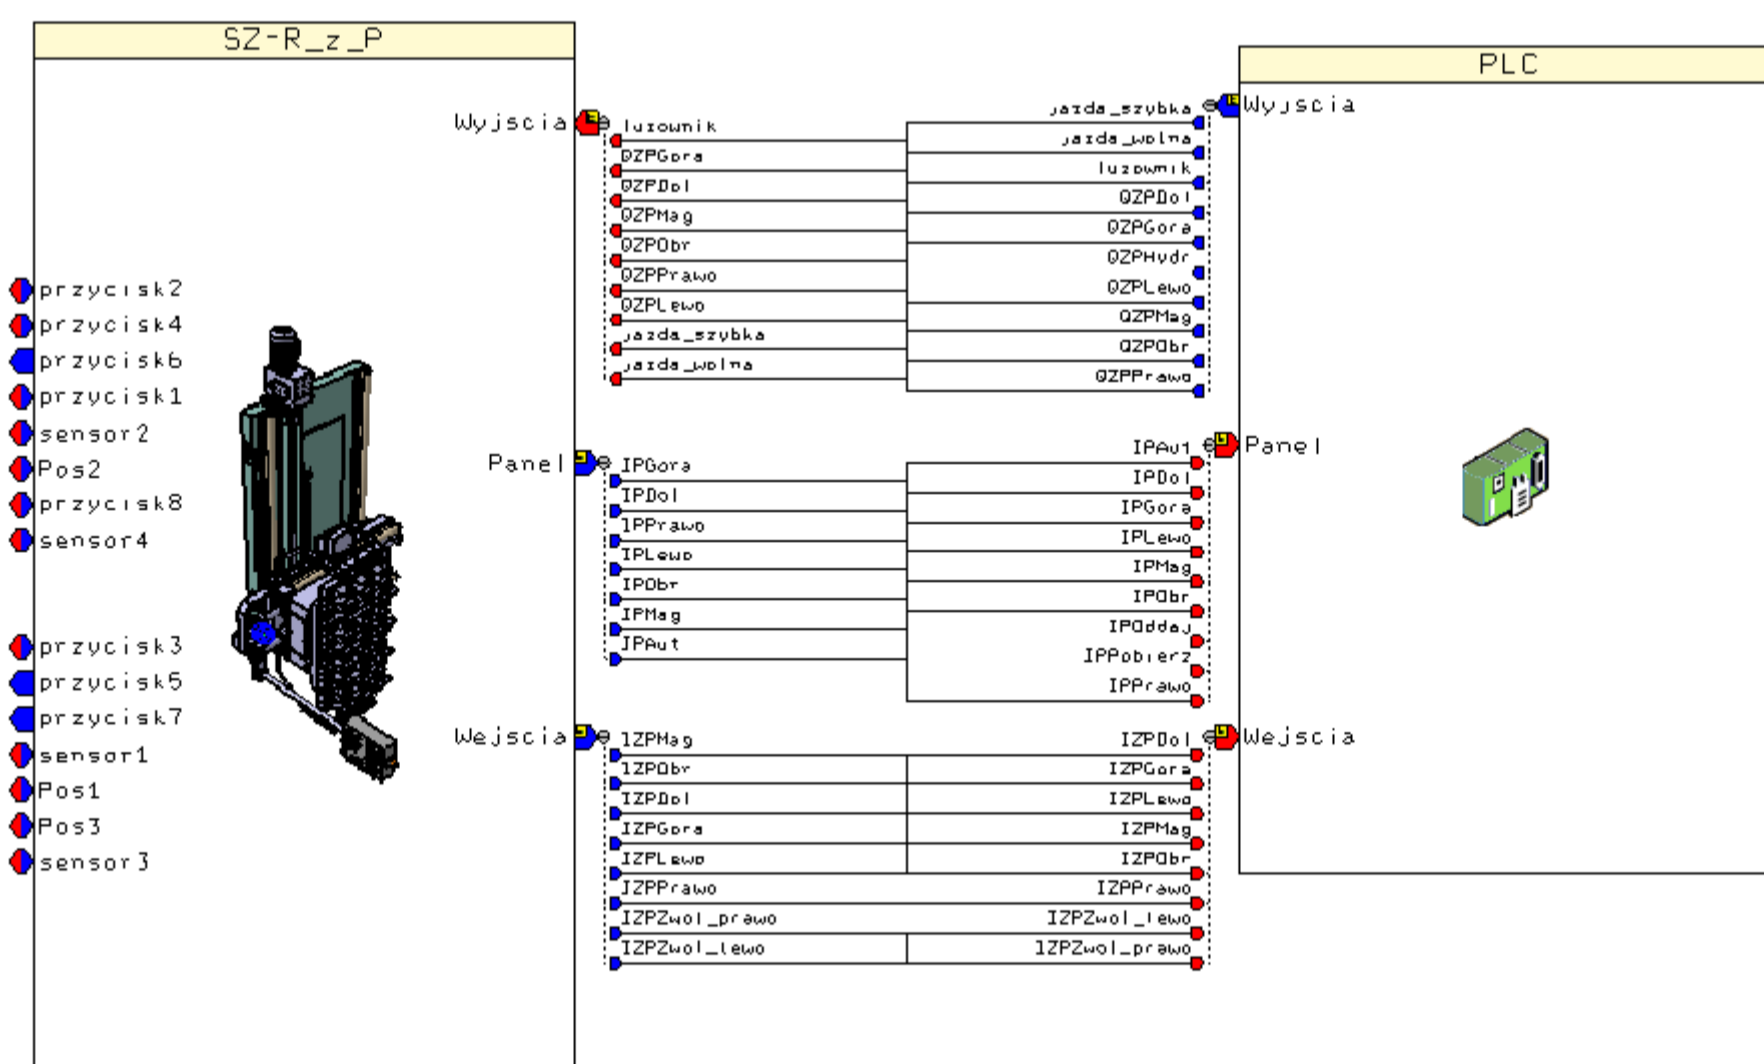 SZ-R_z_P
przycisk2
przycisk4
przycisk6
przycisk1
sensor2
Pos2
przycisk8
sensor4
przycisk3
przycisk5
przycisk7
sensor1
Pos1
Pos3
sensor3
Wyjscia
luzownik
QZPGora
QZPDol
QZPMag
QZPObr
QZPPrawo
QZPLewo
jazda_szybka
jazda_wolna
Panel
IPGora
IPDol
IPPrawo
IPLewo
IPObr
IPMag
IPAut
Wejscia
IZPMag
IZPObr
IZPDol
IZPGora
IZPLewo
IZPPrawo
IZPZwol_prawo
IZPZwol_lewo
jazda_szybka
jazda_wolna
luzownik
QZPDol
QZPGora
QZPHydr
QZPLewo
QZPMag
QZPObr
QZPPrawo
IPAut
IPDol
IPGora
IPLewo
IPMag
IPObr
IPOddaj
IPPobierz
IPPrawo
IZPDol
IZPGora
IZPLewo
IZPMag
IZPObr
IZPPrawo
IZPZwol_lewo
IZPZwol_prawo
PLC
Wyjscia
Panel
Wejscia